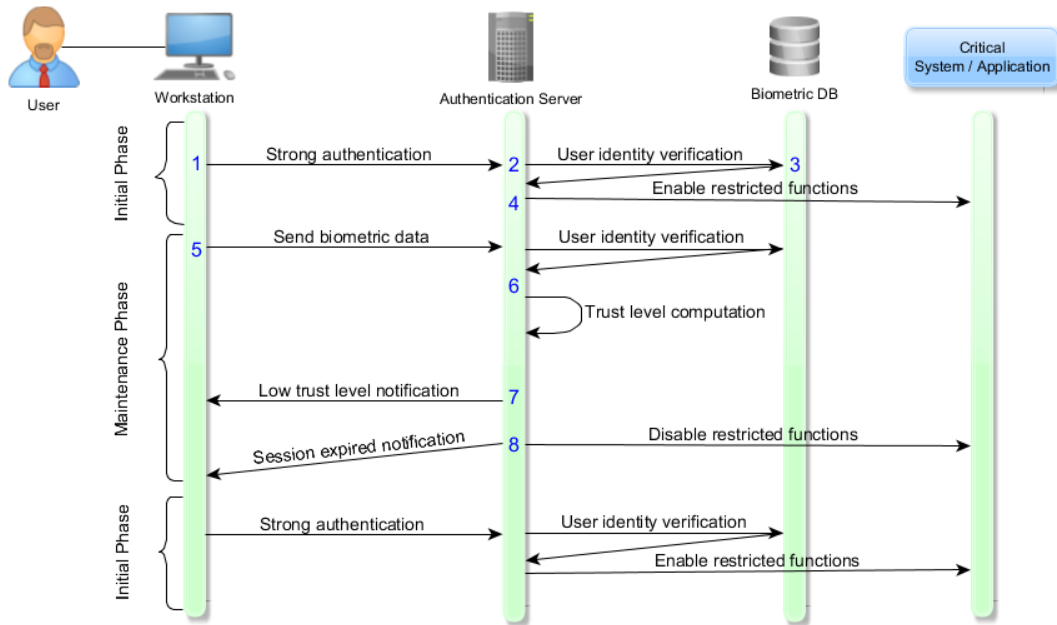 User
Workstation
Authentication Server
Biometric DB
Critical
System / Application
Initial Phase
1
Strong authentication
2
User identity verification
3
4
Enable restricted functions
Maintenance Phase
5
Send biometric data
User identity verification
6
Trust level computation
Low trust level notification
7
Session expired notification
8
Disable restricted functions
Initial Phase
Strong authentication
User identity verification
Enable restricted functions